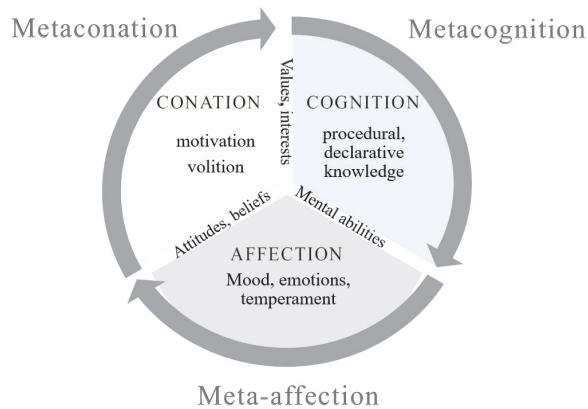 Metaconation
Metacognition
CONATION
motivation
volition
Values, interests
COGNITION
procedural,
declarative
knowledge
Attitudes, beliefs
Mental abilities
AFFECTION
Mood, emotions,
temperament
Meta-affection